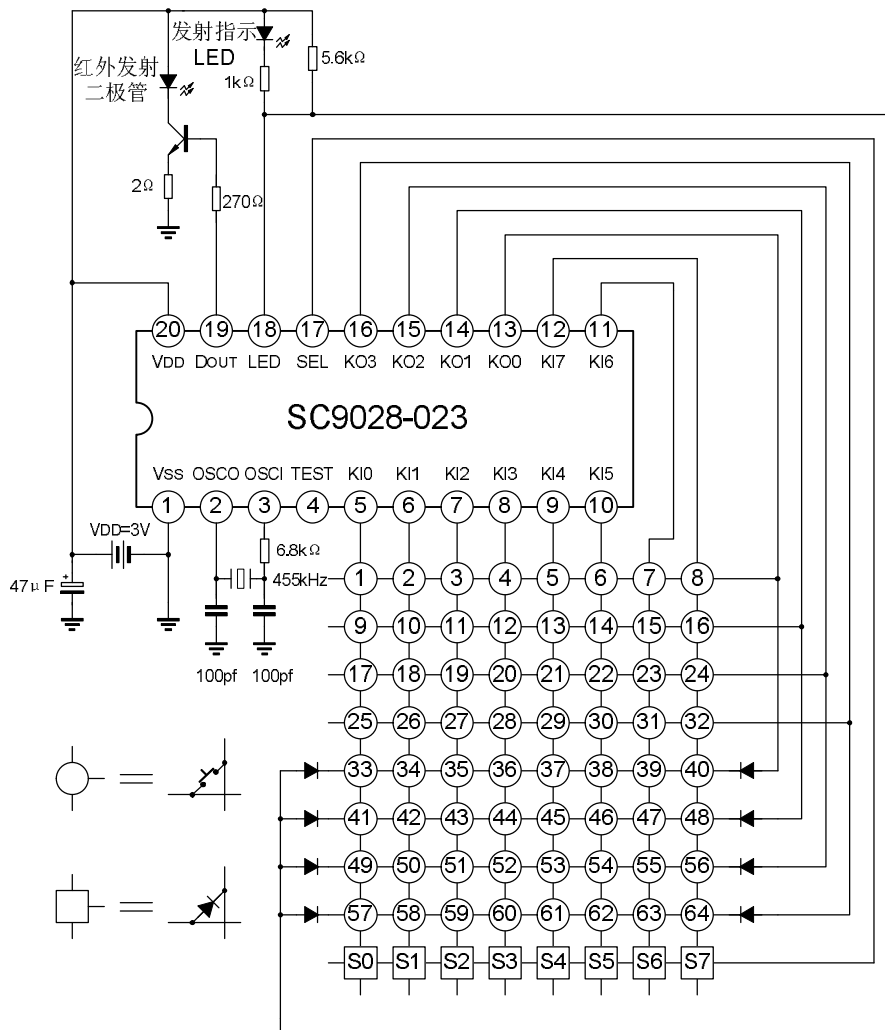 发射指示
LED
红外发射
二极管
1kΩ
5.6kΩ
2Ω
270Ω
20 19 18 17 16 15 14 13 12 11
VDD DOUT LED SEL KO3 KO2 KO1 KO0 KI7 KI6
SC9028-023
VSS OSCO OSCI TEST KI0 KI1 KI2 KI3 KI4 KI5
1 2 3 4 5 6 7 8 9 10
VDD=3V
6.8kΩ
47μF
+
455kHz
100pf 100pf
1 2 3 4 5 6 7 8
9 10 11 12 13 14 15 16
17 18 19 20 21 22 23 24
25 26 27 28 29 30 31 32
33 34 35 36 37 38 39 40
41 42 43 44 45 46 47 48
49 50 51 52 53 54 55 56
57 58 59 60 61 62 63 64
S0 S1 S2 S3 S4 S5 S6 S7